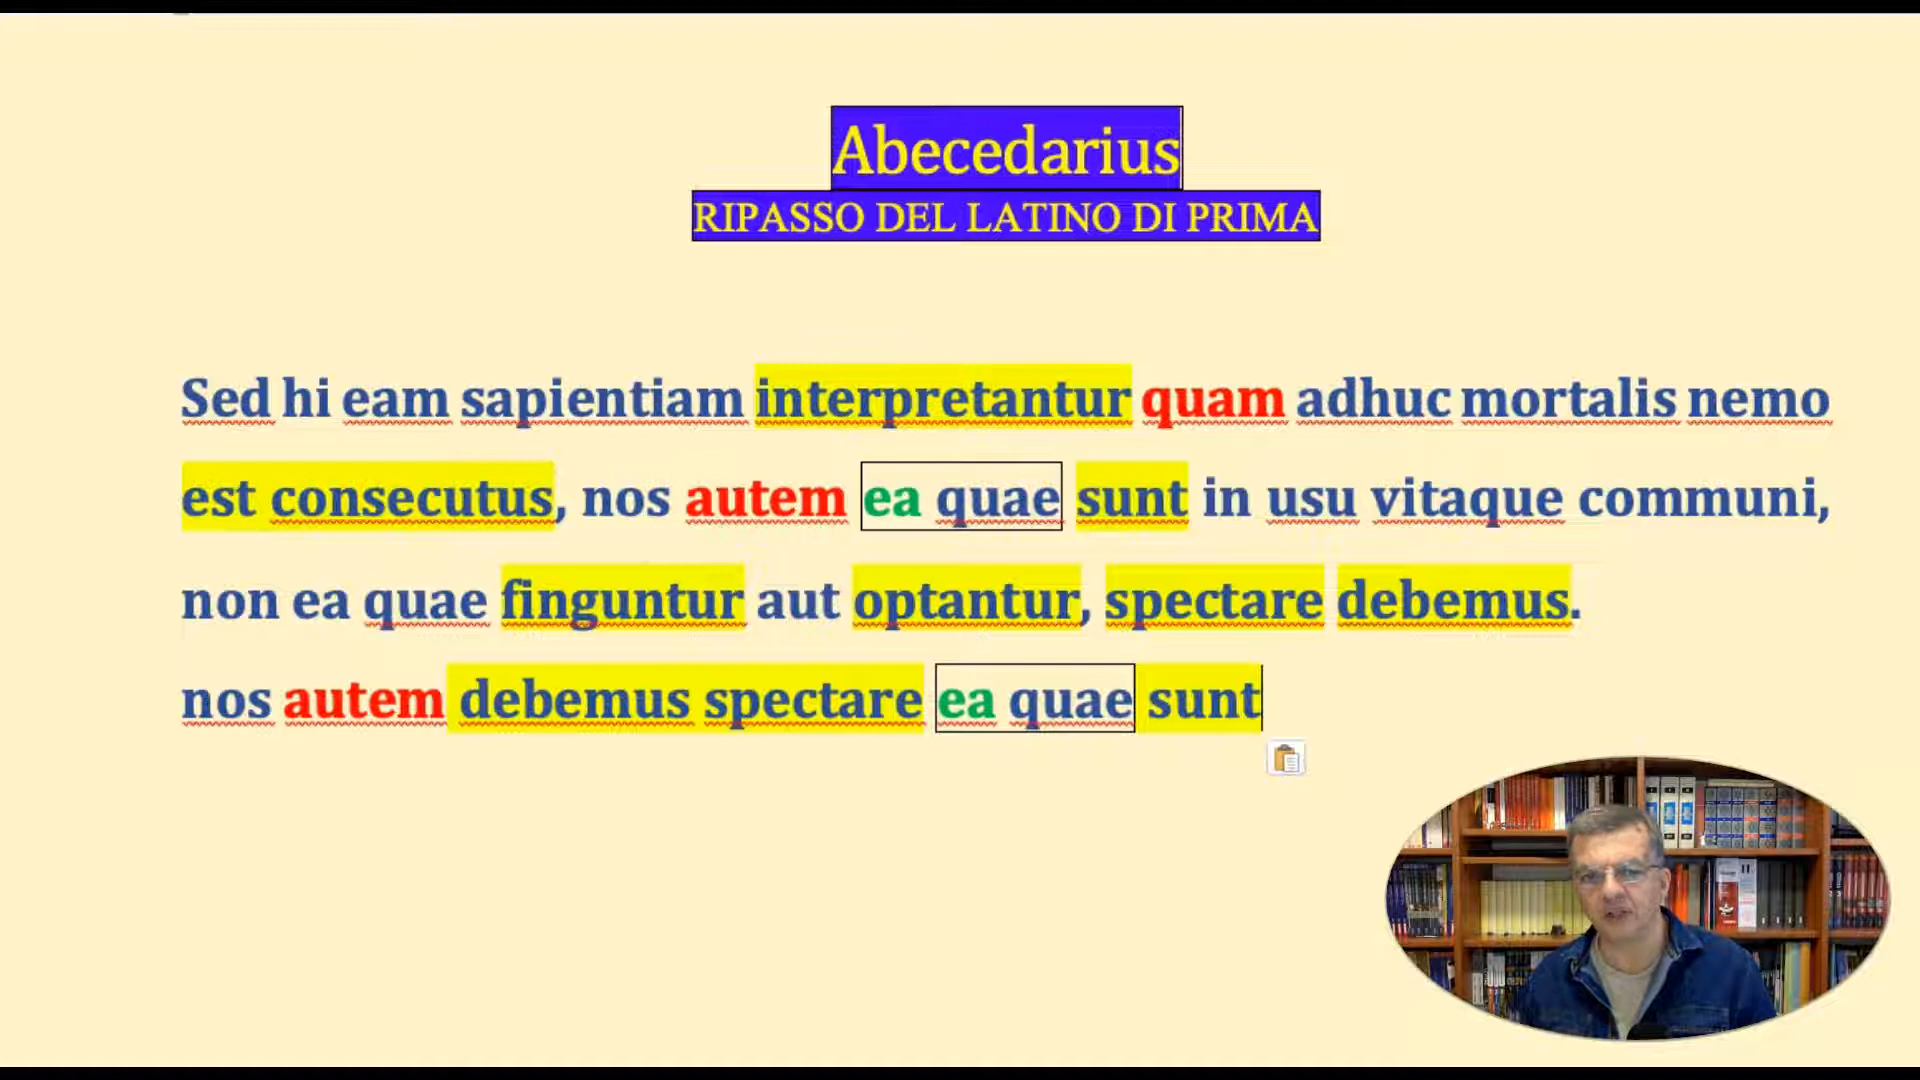 Abecedarius
RIPASSO DEL LATINO DI PRIMA
Sed hi eam sapientiam interpretantur quam adhuc mortalis nemo
est consecutus, nos autem ea quae sunt in usu vitaque communi,
non ea quae finguntur aut optantur, spectare debemus.
nos autem debemus spectare ea quae sunt